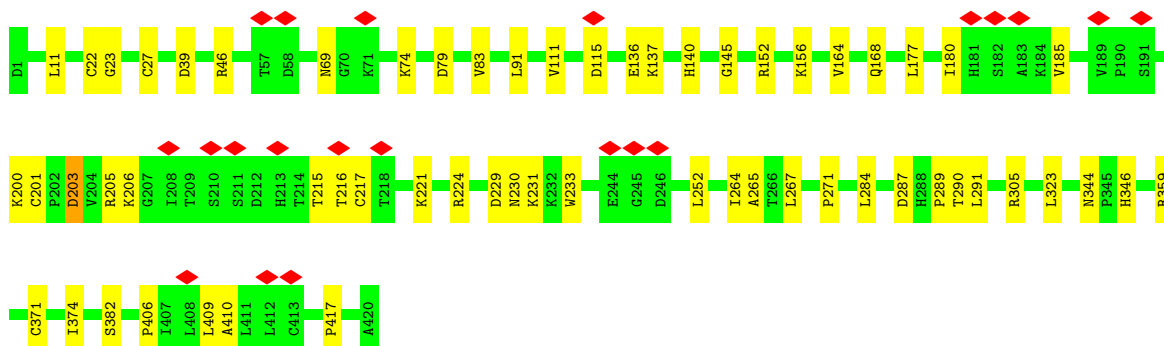 D1 L11 C22 G23 C27 D39 R46 T57 D58 N69 G70 K71 K74 D79 V83 L91 V111 D115 E136 K137 H140 G145 R152 K156 V164 Q168 L177 I180 H181 S182 A183 K184 V185 V189 P190 S191
K200 C201 P202 D203 V204 R205 K206 G207 I208 T209 S210 S211 D212 H213 T214 T215 T216 C217 T218 K221 R224 D229 N230 K231 K232 W233 E244 G245 D246 L252 I264 A265 T266 L267 P271 L284 D287 H288 P289 T290 L291 R305 L323 N344 P345 H346 R359
C371 I374 S382 P406 I407 L408 L409 A410 L411 L412 C413 P417 A420